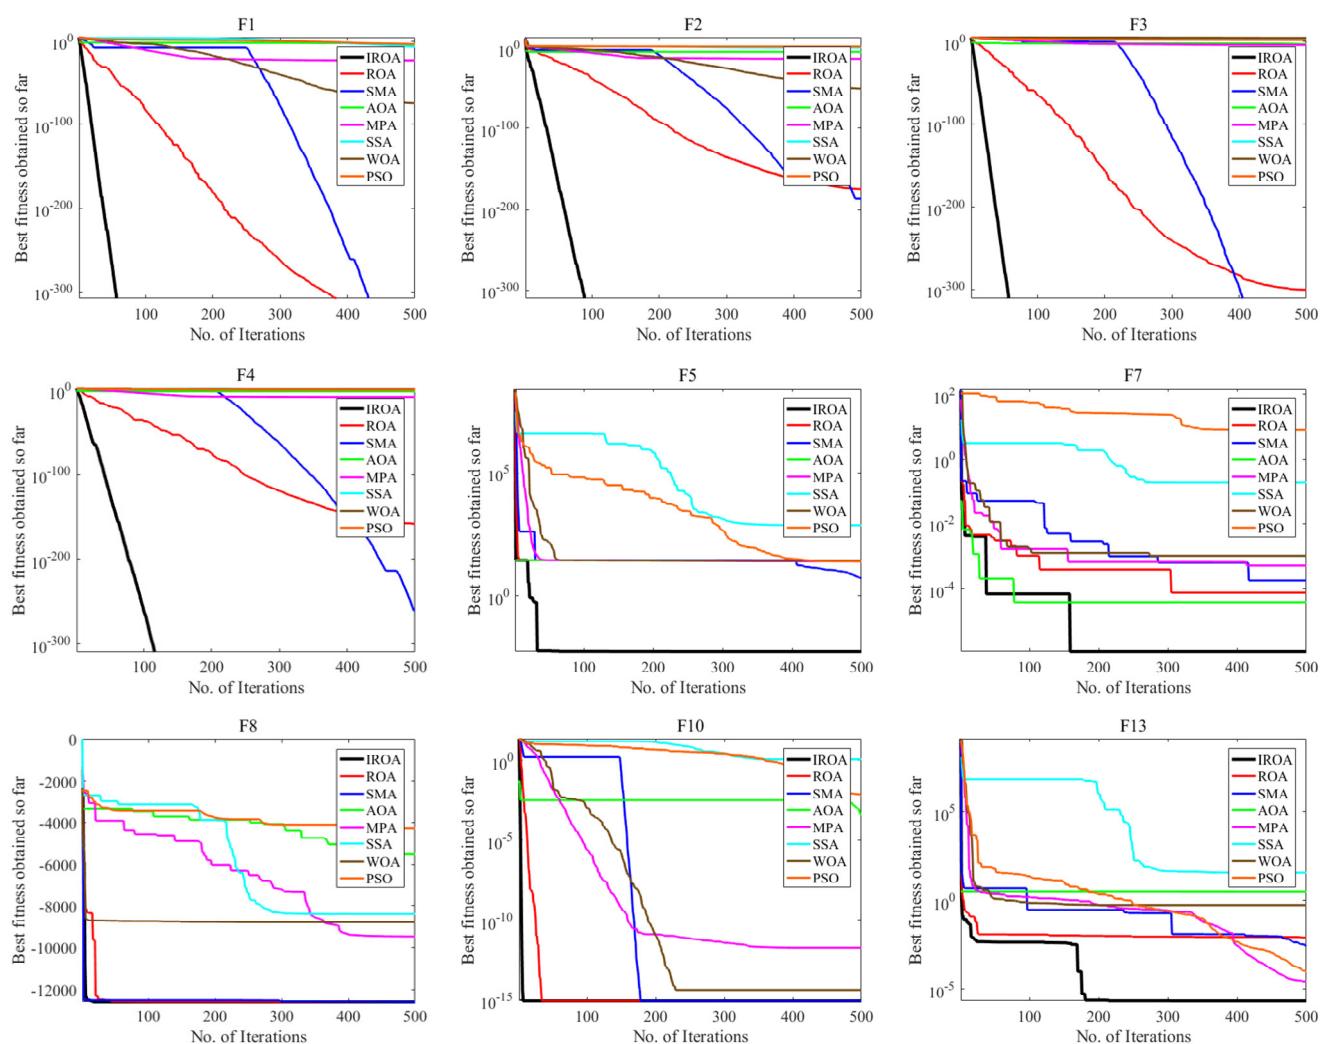 F1
Best fitness obtained so far
10^0
10^-100
10^-200
10^-300
100 200 300 400 500
No. of Iterations
IROA
ROA
SMA
AOA
MPA
SSA
WOA
PSO
F2
Best fitness obtained so far
10^0
10^-100
10^-200
10^-300
100 200 300 400 500
No. of Iterations
IROA
ROA
SMA
AOA
MPA
SSA
WOA
PSO
F3
Best fitness obtained so far
10^0
10^-100
10^-200
10^-300
100 200 300 400 500
No. of Iterations
IROA
ROA
SMA
AOA
MPA
SSA
WOA
PSO
F4
Best fitness obtained so far
10^0
10^-100
10^-200
10^-300
100 200 300 400 500
No. of Iterations
IROA
ROA
SMA
AOA
MPA
SSA
WOA
PSO
F5
Best fitness obtained so far
10^5
10^0
100 200 300 400 500
No. of Iterations
IROA
ROA
SMA
AOA
MPA
SSA
WOA
PSO
F7
Best fitness obtained so far
10^2
10^0
10^-2
10^-4
100 200 300 400 500
No. of Iterations
IROA
ROA
SMA
AOA
MPA
SSA
WOA
PSO
F8
Best fitness obtained so far
0
-2000
-4000
-6000
-8000
-10000
-12000
100 200 300 400 500
No. of Iterations
IROA
ROA
SMA
AOA
MPA
SSA
WOA
PSO
F10
Best fitness obtained so far
10^0
10^-5
10^-10
10^-15
100 200 300 400 500
No. of Iterations
IROA
ROA
SMA
AOA
MPA
SSA
WOA
PSO
F13
Best fitness obtained so far
10^5
10^0
10^-5
100 200 300 400 500
No. of Iterations
IROA
ROA
SMA
AOA
MPA
SSA
WOA
PSO